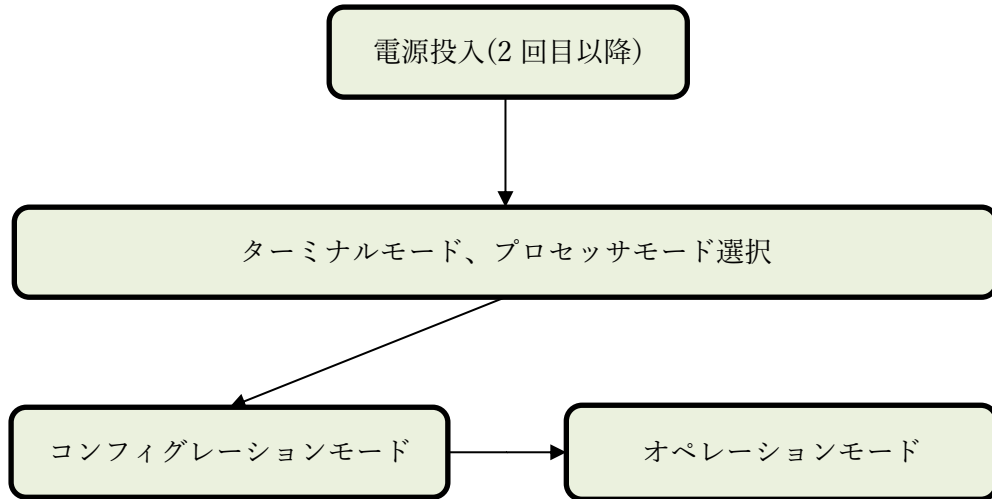 電源投入(2 回目以降)
ターミナルモード、プロセッサモード選択
コンフィグレーションモード
オペレーションモード